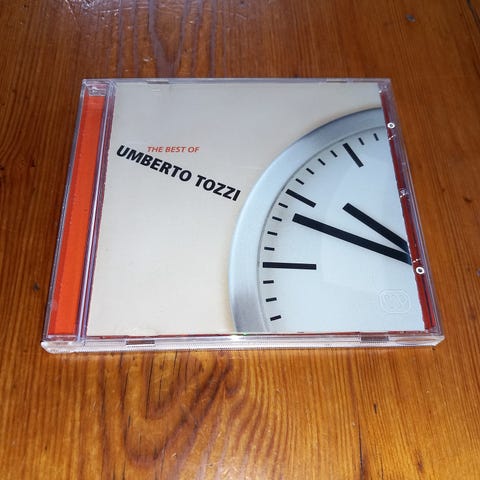 THE BEST OF
UMBERTO TOZZI